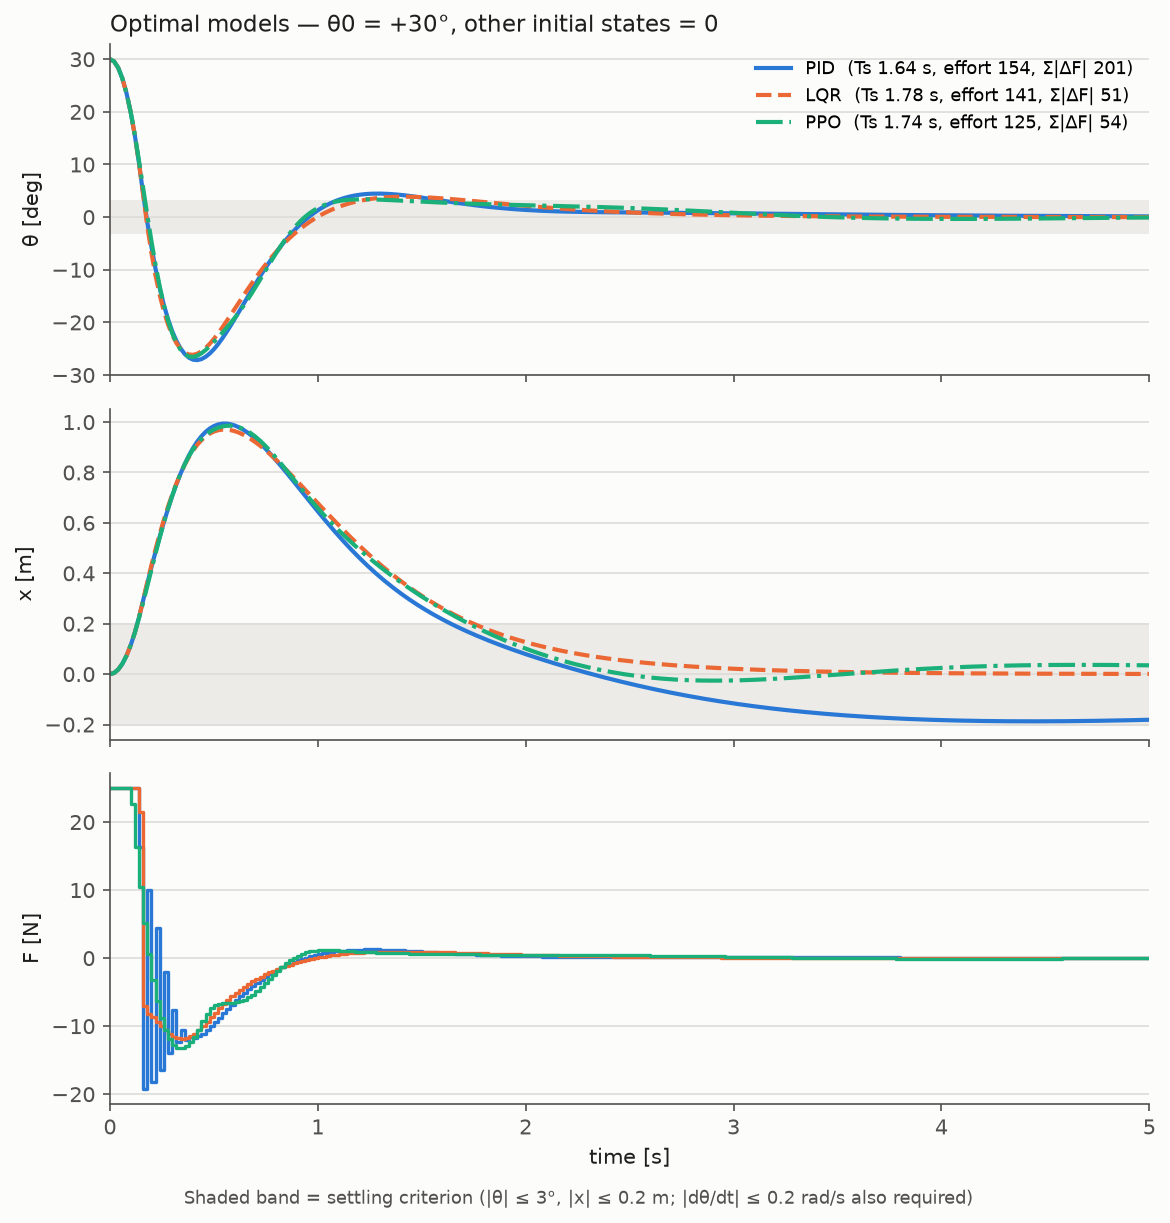 Optimal models — θ0 = +30°, other initial states = 0
PID (Ts 1.64 s, effort 154, Σ|ΔF| 201)
LQR (Ts 1.78 s, effort 141, Σ|ΔF| 51)
PPO (Ts 1.74 s, effort 125, Σ|ΔF| 54)
θ [deg]
30
20
10
0
−10
−20
−30
x [m]
1.0
0.8
0.6
0.4
0.2
0.0
−0.2
F [N]
20
10
0
−10
−20
0 1 2 3 4 5
time [s]
Shaded band = settling criterion (|θ| ≤ 3°, |x| ≤ 0.2 m; |dθ/dt| ≤ 0.2 rad/s also required)